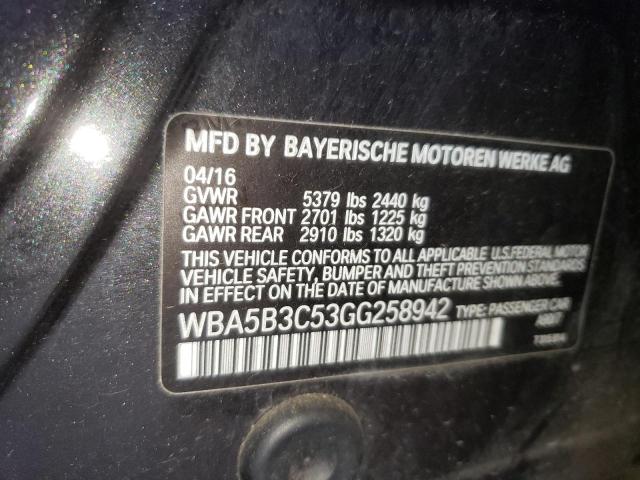 MFD BY BAYERISCHE MOTOREN WERKE AG
04/16
GVWR 5379 lbs 2440 kg
GAWR FRONT 2701 lbs 1225 kg
GAWR REAR 2910 lbs 1320 kg
THIS VEHICLE CONFORMS TO ALL APPLICABLE U.S.FEDERAL MOTOR
VEHICLE SAFETY, BUMPER AND THEFT PREVENTION STANDARDS
IN EFFECT ON THE DATE OF MANUFACTURE SHOWN ABOVE.
WBA5B3C53GG258942 TYPE: PASSENGER CAR